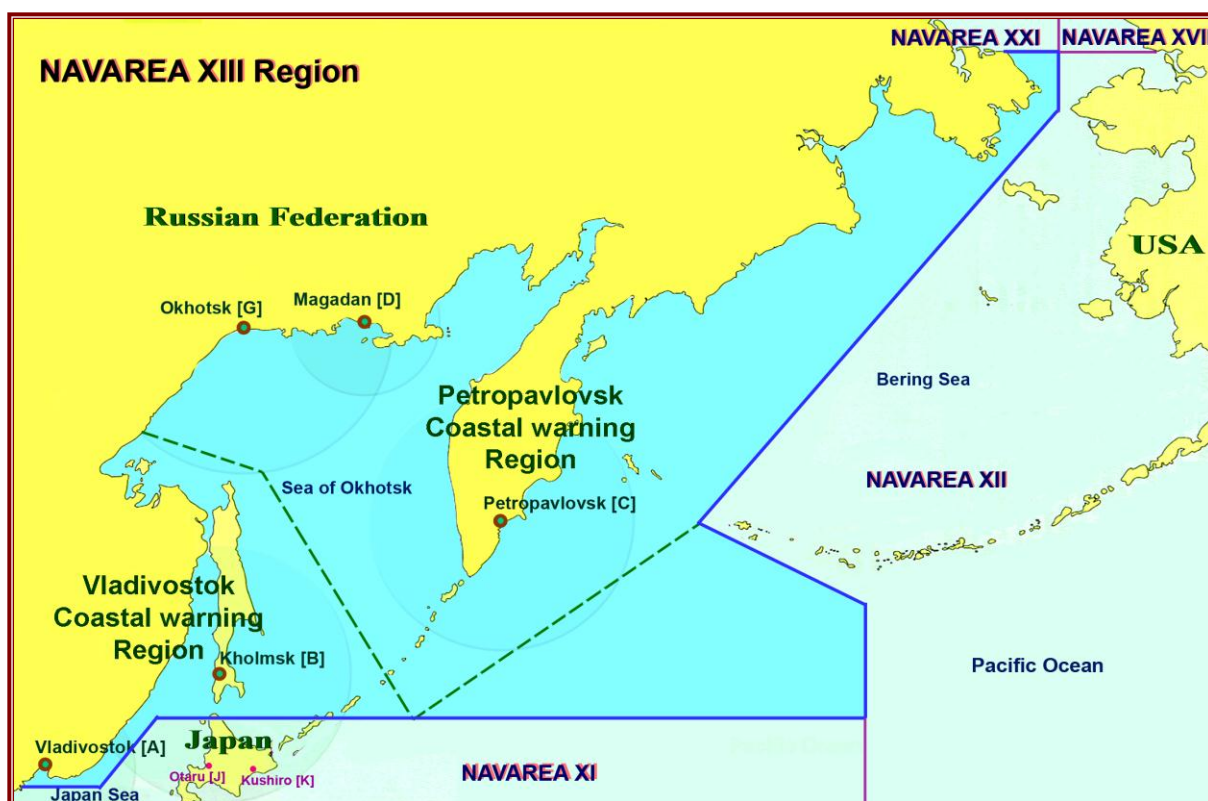 NAVAREA XXI
NAVAREA XVII
NAVAREA XIII Region
Russian Federation
USA
Okhotsk [G]
Magadan [D]
Bering Sea
Petropavlovsk
Coastal warning
Region
NAVAREA XII
Sea of Okhotsk
Petropavlovsk [C]
Vladivostok
Coastal warning
Region
Kholmsk [B]
Pacific Ocean
Japan
Vladivostok [A]
Otaru [J]
Kushiro [K]
NAVAREA XI
Japan Sea